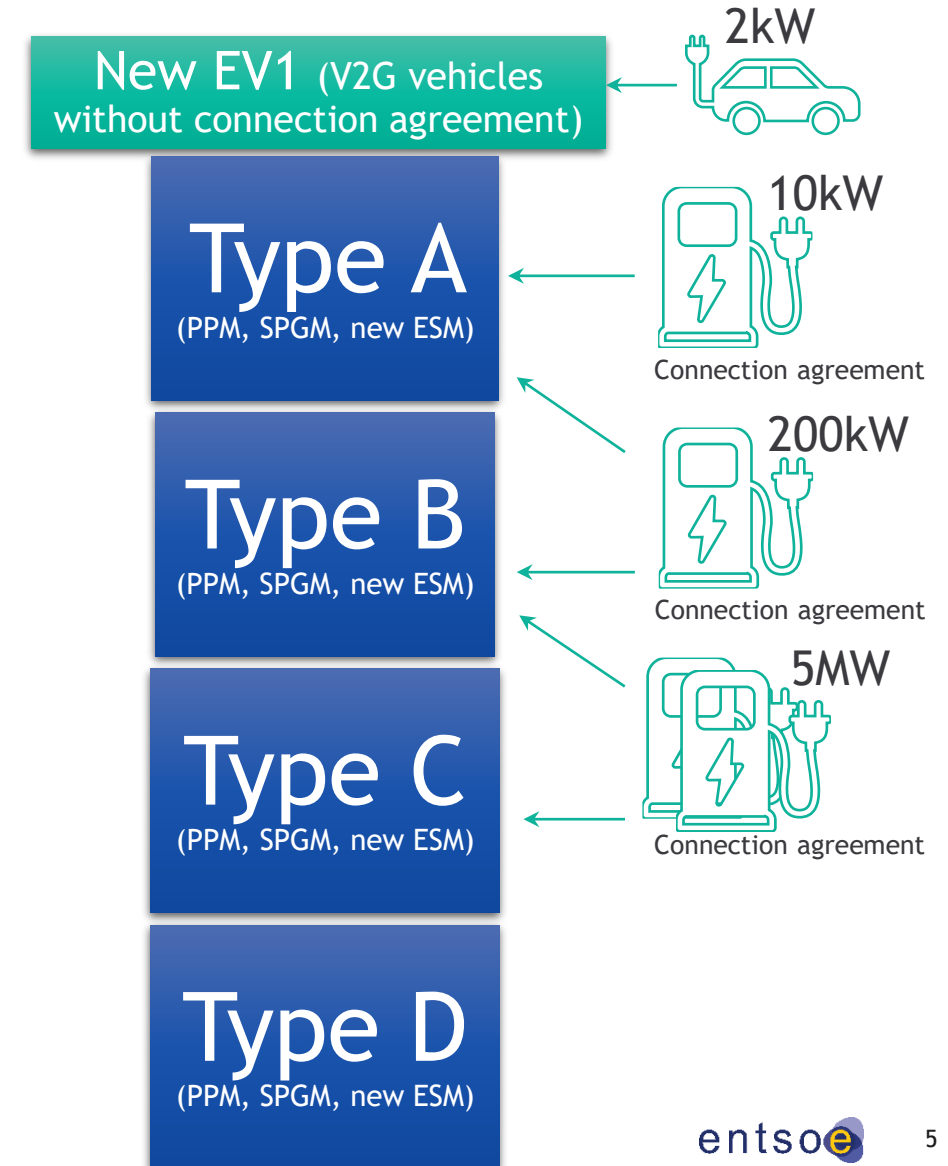 2kW
New EV1 (V2G vehicles
without connection agreement)
10kW
Type A
(PPM, SPGM, new ESM)
Connection agreement
200kW
Type B
(PPM, SPGM, new ESM)
Connection agreement
5MW
Type C
(PPM, SPGM, new ESM)
Connection agreement
Type D
(PPM, SPGM, new ESM)
entsoe
5